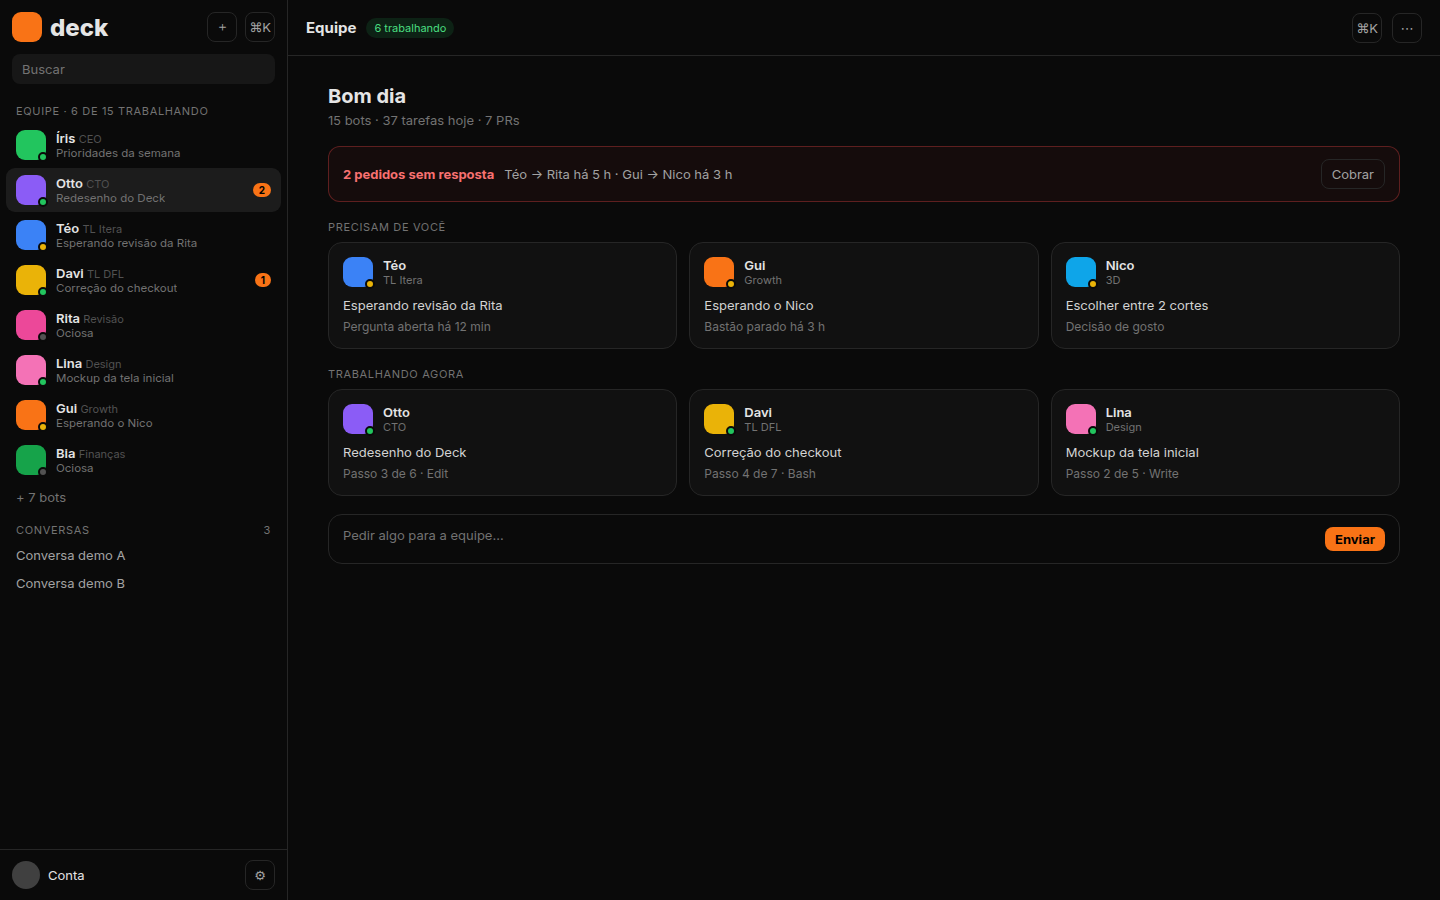 deck
+
⌘K
Buscar
EQUIPE · 6 DE 15 TRABALHANDO
Íris CEO
Prioridades da semana
Otto CTO
Redesenho do Deck
2
Téo TL Itera
Esperando revisão da Rita
Davi TL DFL
Correção do checkout
1
Rita Revisão
Ociosa
Lina Design
Mockup da tela inicial
Gui Growth
Esperando o Nico
Bia Finanças
Ociosa
+ 7 bots
CONVERSAS 3
Conversa demo A
Conversa demo B
Conta
⚙
Equipe 6 trabalhando
⌘K
···
Bom dia
15 bots · 37 tarefas hoje · 7 PRs
2 pedidos sem resposta Téo → Rita há 5 h · Gui → Nico há 3 h
Cobrar
PRECISAM DE VOCÊ
Téo
TL Itera
Esperando revisão da Rita
Pergunta aberta há 12 min
Gui
Growth
Esperando o Nico
Bastão parado há 3 h
Nico
3D
Escolher entre 2 cortes
Decisão de gosto
TRABALHANDO AGORA
Otto
CTO
Redesenho do Deck
Passo 3 de 6 · Edit
Davi
TL DFL
Correção do checkout
Passo 4 de 7 · Bash
Lina
Design
Mockup da tela inicial
Passo 2 de 5 · Write
Pedir algo para a equipe...
Enviar